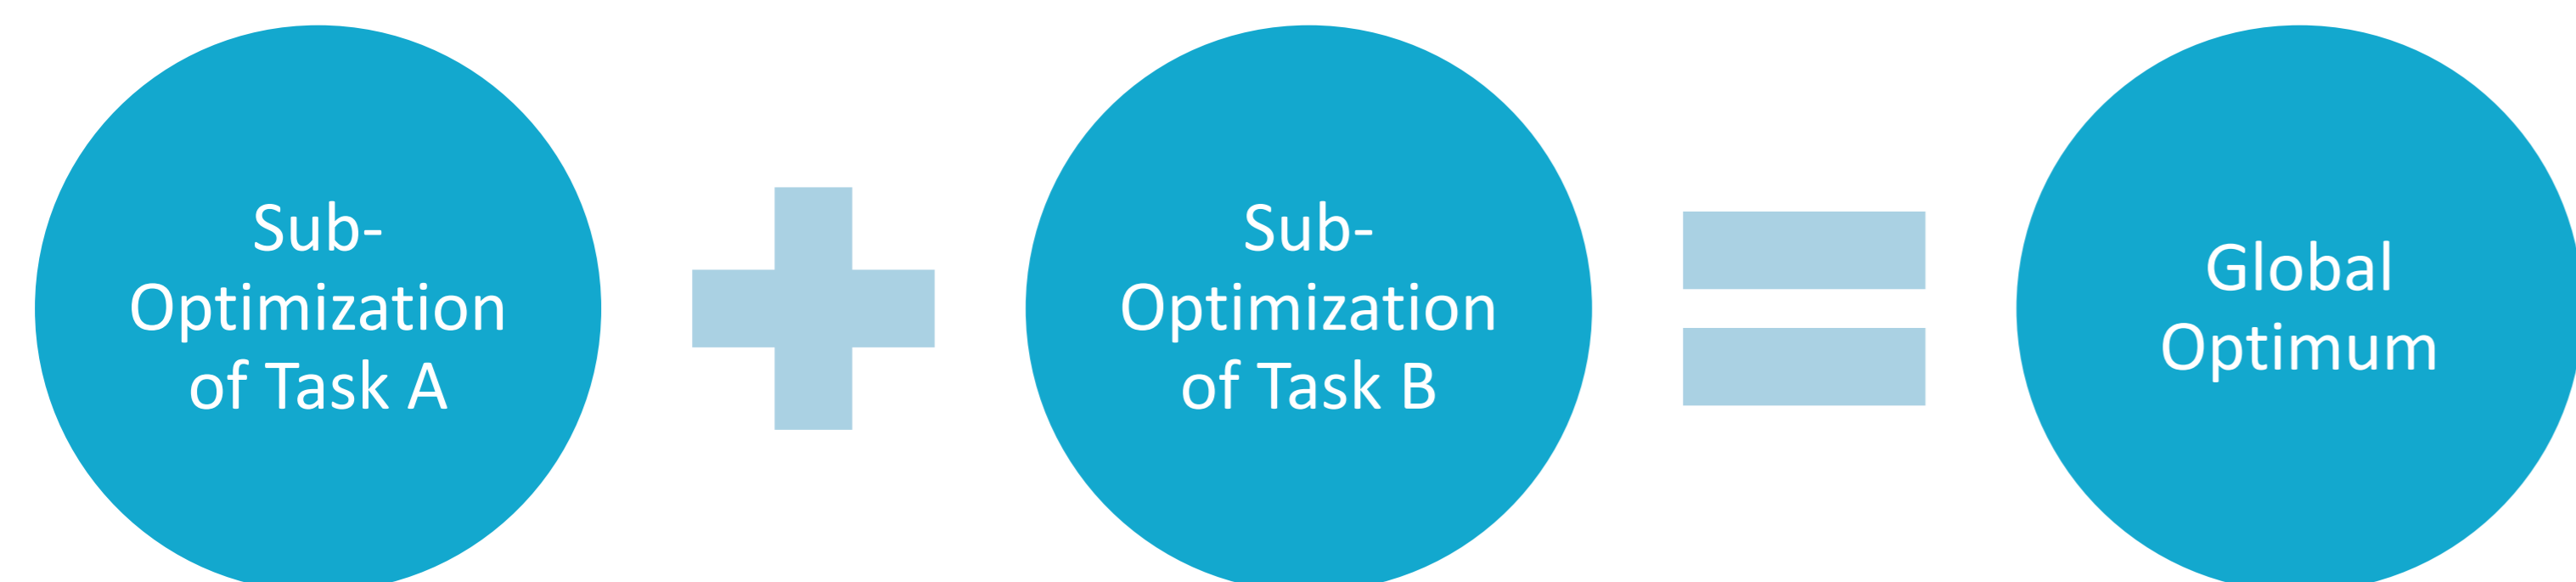 Sub-
Optimization
of Task A
Sub-
Optimization
of Task B
Global
Optimum